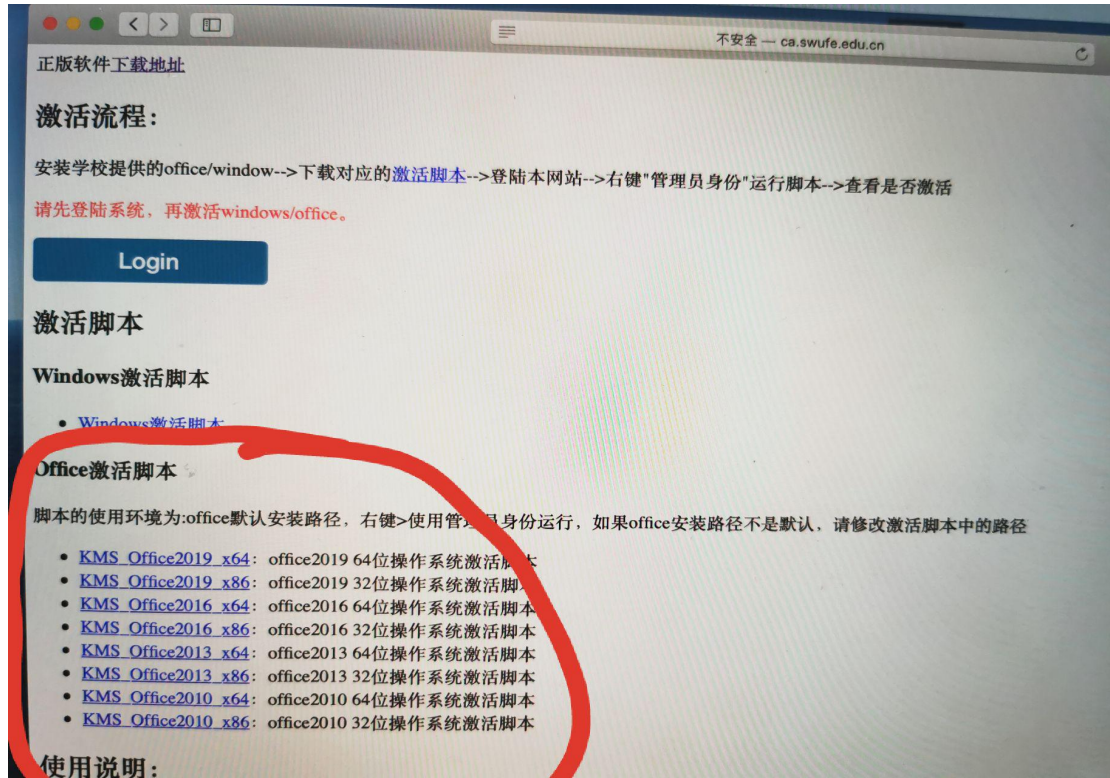 不安全 — ca.swufe.edu.cn
正版软件下载地址
激活流程：
安装学校提供的office/window-->下载对应的激活脚本-->登陆本网站-->右键"管理员身份"运行脚本-->查看是否激活
请先登陆系统，再激活windows/office。
Login
激活脚本
Windows激活脚本
Windows激活脚本
Office激活脚本
脚本的使用环境为:office默认安装路径，右键>使用管理员身份运行，如果office安装路径不是默认，请修改激活脚本中的路径
KMS_Office2019_x64：office2019 64位操作系统激活脚本
KMS_Office2019_x86：office2019 32位操作系统激活脚本
KMS_Office2016_x64：office2016 64位操作系统激活脚本
KMS_Office2016_x86：office2016 32位操作系统激活脚本
KMS_Office2013_x64：office2013 64位操作系统激活脚本
KMS_Office2013_x86：office2013 32位操作系统激活脚本
KMS_Office2010_x64：office2010 64位操作系统激活脚本
KMS_Office2010_x86：office2010 32位操作系统激活脚本
使用说明：